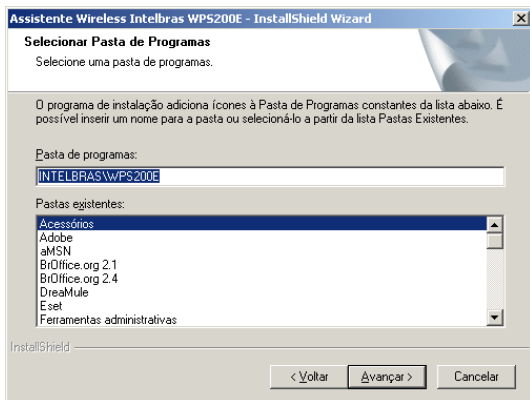 Assistente Wireless Intelbras WPS200E - InstallShield Wizard
Selecionar Pasta de Programas
Selecione uma pasta de programas.
O programa de instalação adiciona ícones à Pasta de Programas constantes da lista abaixo. É
possível inserir um nome para a pasta ou selecioná-lo a partir da lista Pastas Existentes.
Pasta de programas:
INTELBRAS\WPS200E
Pastas existentes:
Acessórios
Adobe
aMSN
BrOffice.org 2.1
BrOffice.org 2.4
DreaMule
Eset
Ferramentas administrativas
InstallShield
< Voltar Avançar > Cancelar